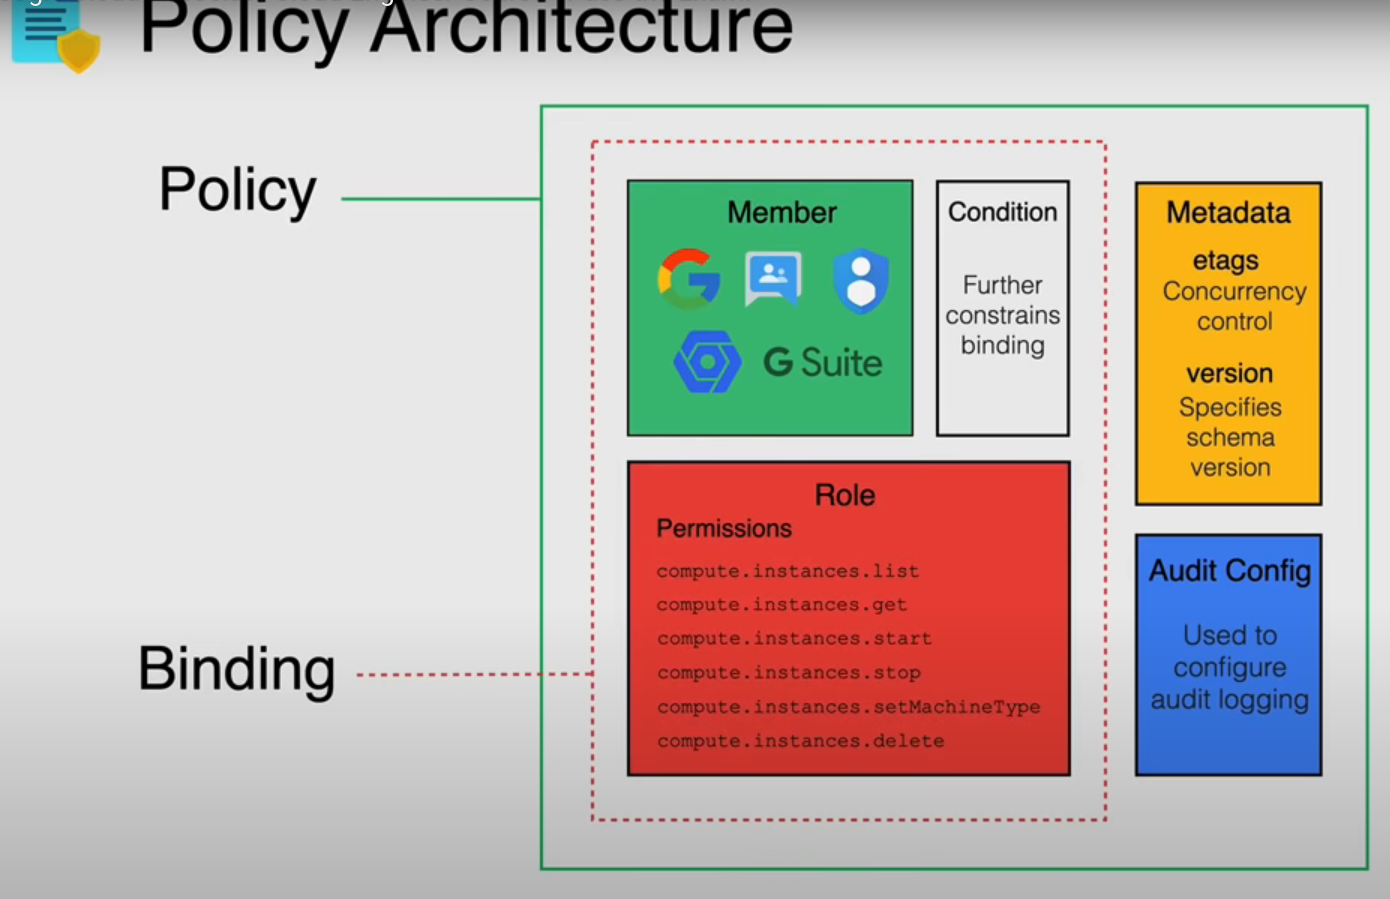 Policy Architecture
Policy
Member
G Suite
Condition
Further
constrains
binding
Metadata
etags
Concurrency
control
version
Specifies
schema
version
Role
Permissions
compute.instances.list
compute.instances.get
compute.instances.start
compute.instances.stop
compute.instances.setMachineType
compute.instances.delete
Audit Config
Used to
configure
audit logging
Binding